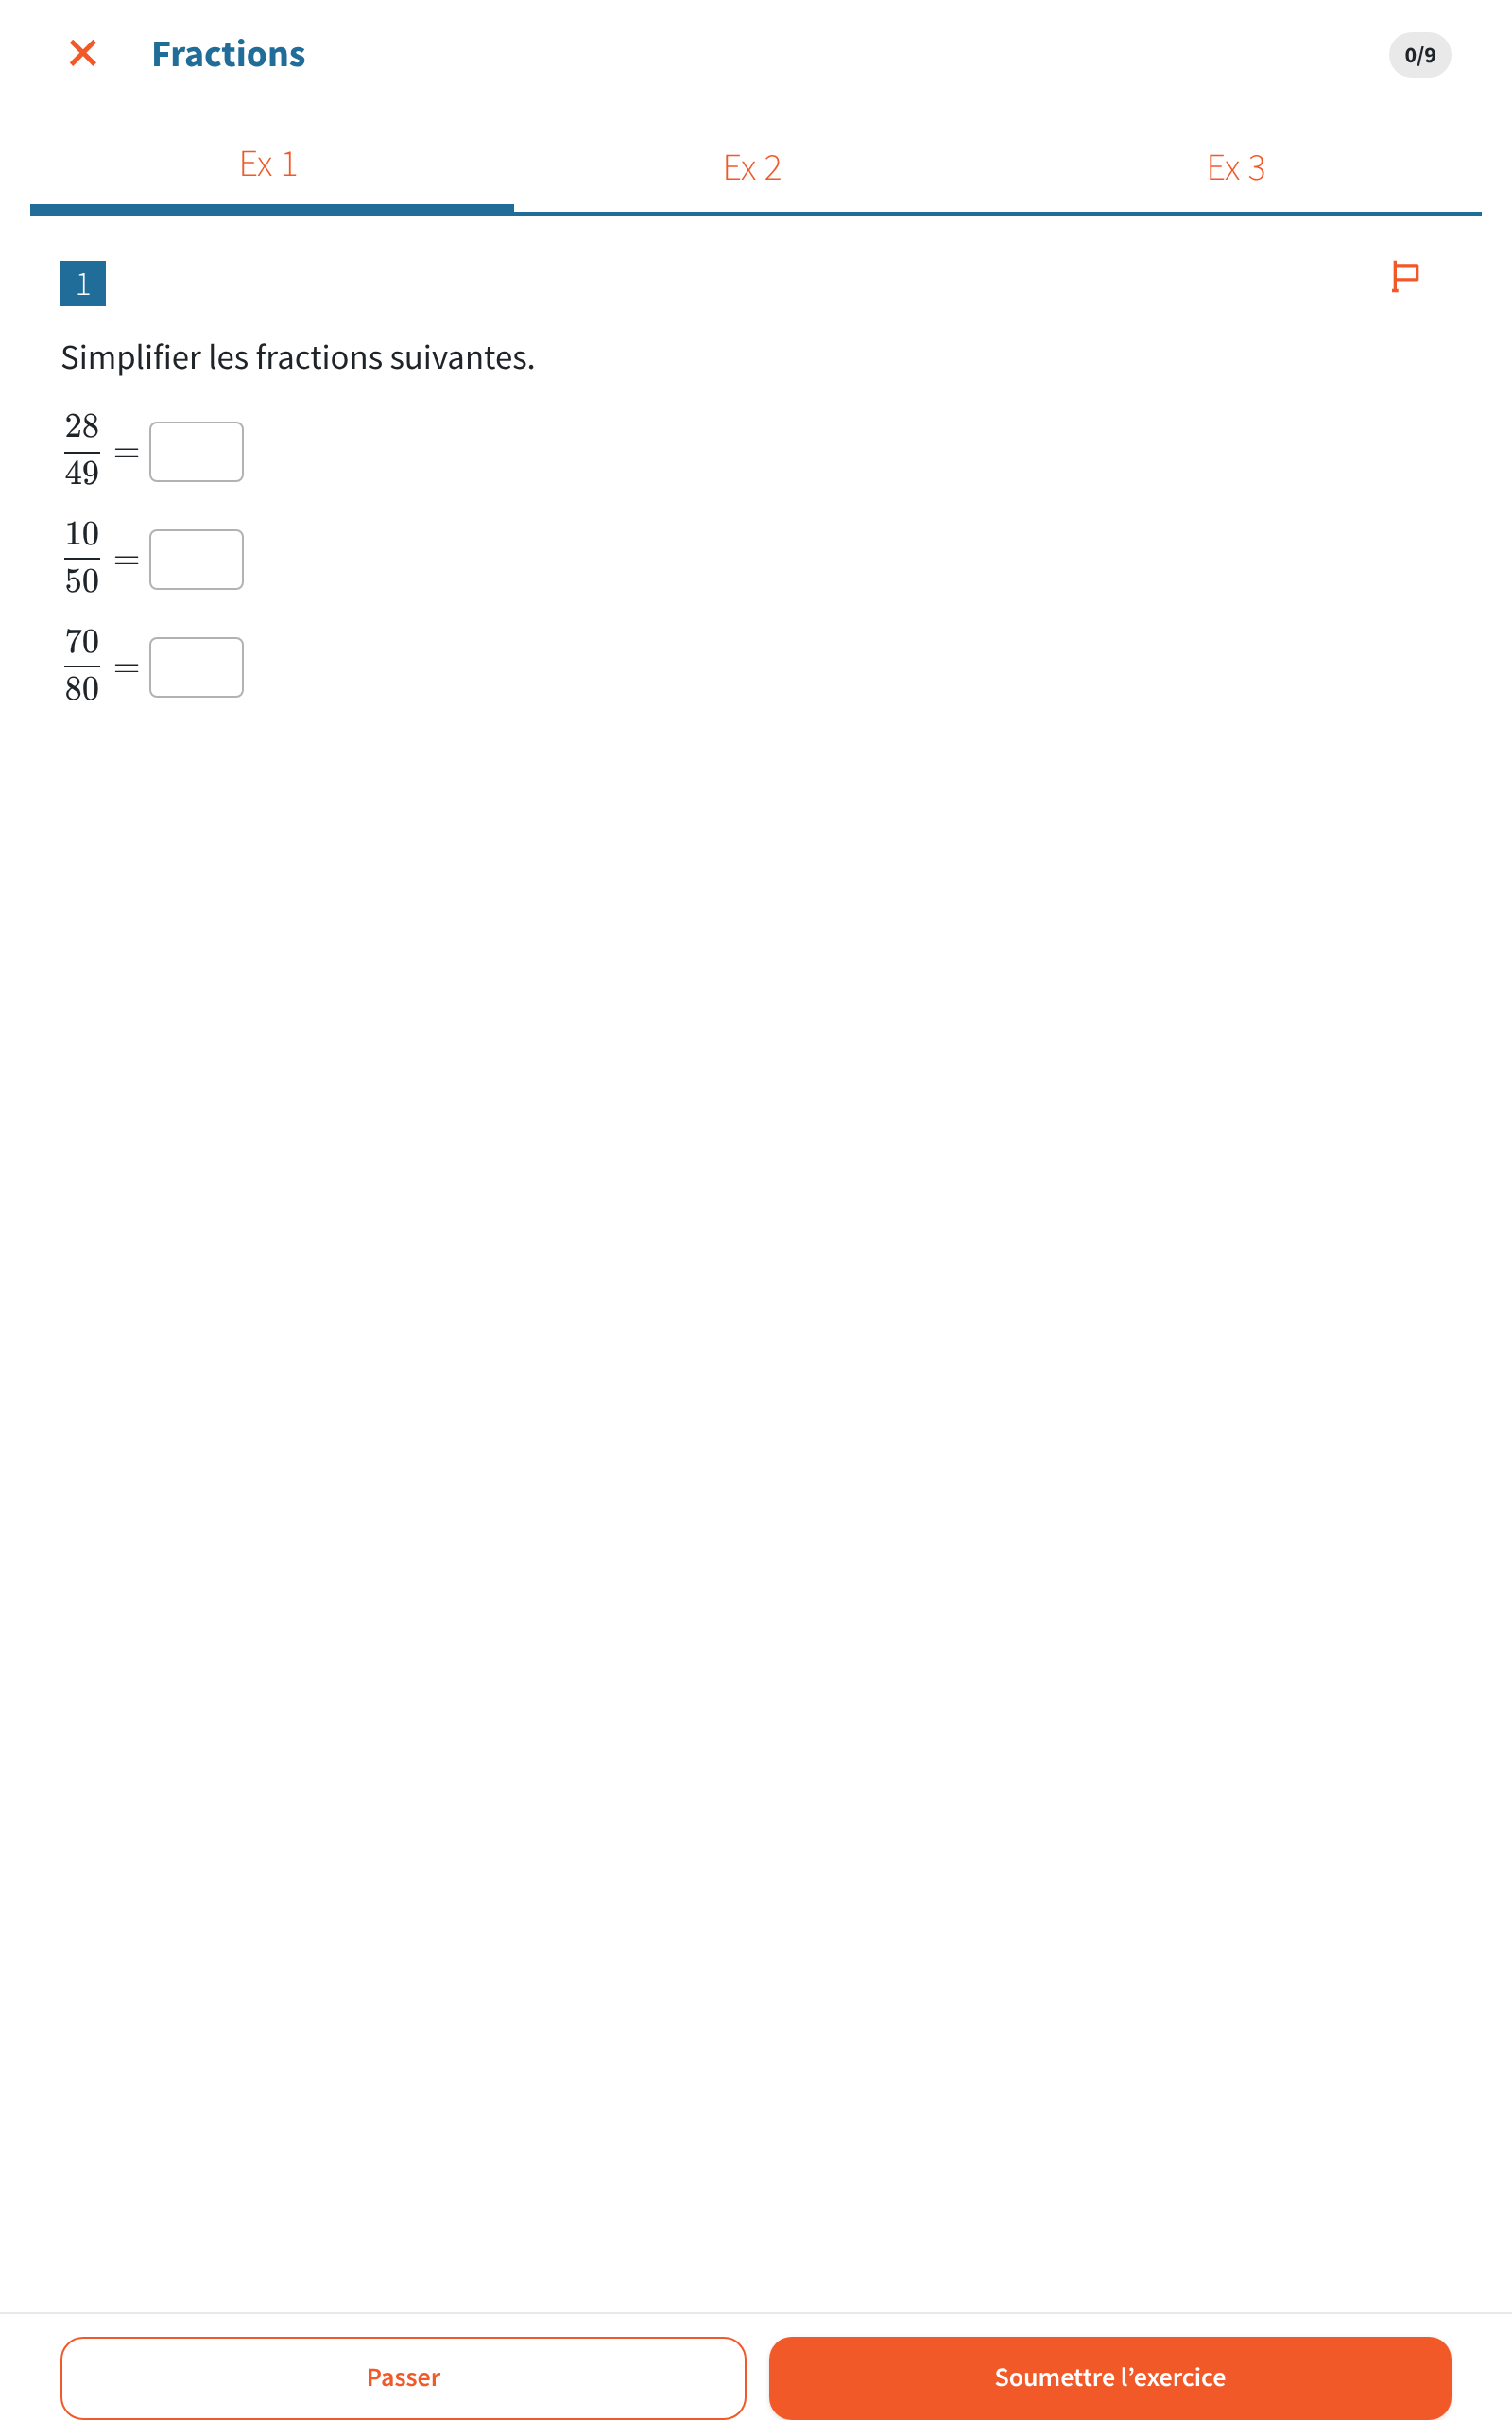 Fractions
0/9
Ex 1
Ex 2
Ex 3
1
Simplifier les fractions suivantes.
28
49
=
10
50
=
70
80
=
Passer
Soumettre l’exercice